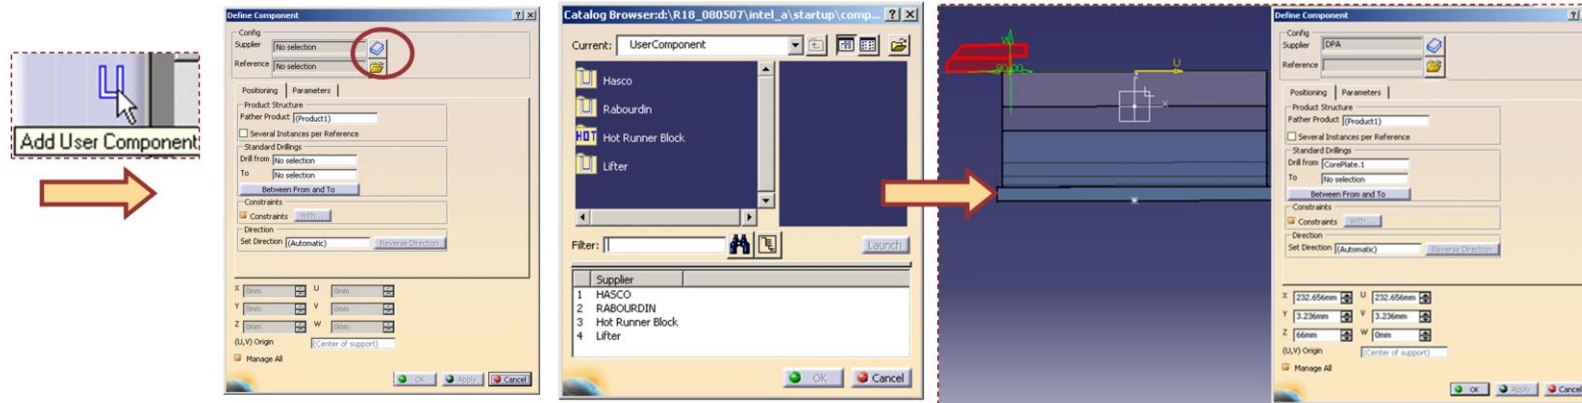 U
Add User Component
Define Component
Config
Supplier No selection
Reference No selection
Positioning Parameters
Product Structure
Father Product (Product1)
Several Instances per Reference
Standard Drillings
Drill from No selection
To No selection
Between From and To
Constraints
Constraints With...
Direction
Set Direction (Automatic) Reverse Direction
X 0mm U 0mm
Y 0mm V 0mm
Z 0mm W 0mm
(U,V) Origin (Center of support)
Manage All
OK Apply Cancel
Catalog Browser:d:\R18_080507\intel_a\startup\comp...
Current: UserComponent
Hasco
Rabourdin
HOT Hot Runner Block
Lifter
Filter: Launch
Supplier
1 HASCO
2 RABOURDIN
3 Hot Runner Block
4 Lifter
OK Cancel
U
Define Component
Config
Supplier DPA
Reference
Positioning Parameters
Product Structure
Father Product (Product1)
Several Instances per Reference
Standard Drillings
Drill from CorePlate.1
To No selection
Between From and To
Constraints
Constraints With...
Direction
Set Direction (Automatic) Reverse Direction
X 232.656mm U 232.656mm
Y 3.236mm V 3.236mm
Z 66mm W 0mm
(U,V) Origin (Center of support)
Manage All
OK Apply Cancel